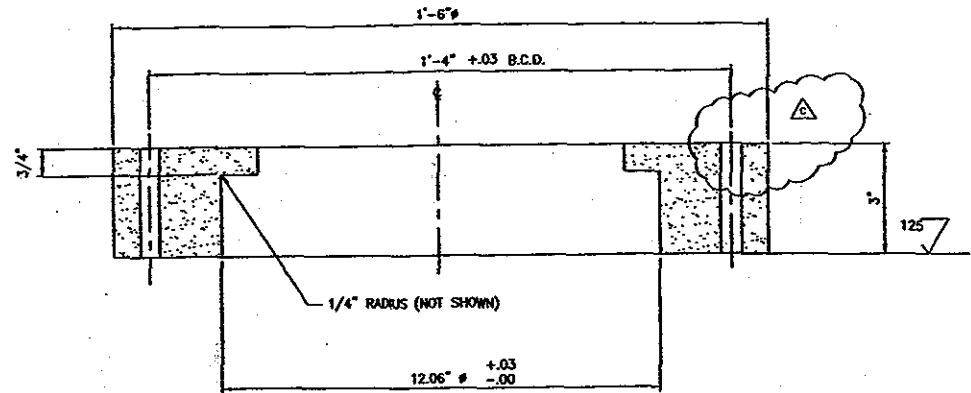 1'-6"ø
1'-4" +.03 B.C.D.
℄
C
3/4"
3"
125
1/4" RADIUS (NOT SHOWN)
12.06" ø +.03
-.00